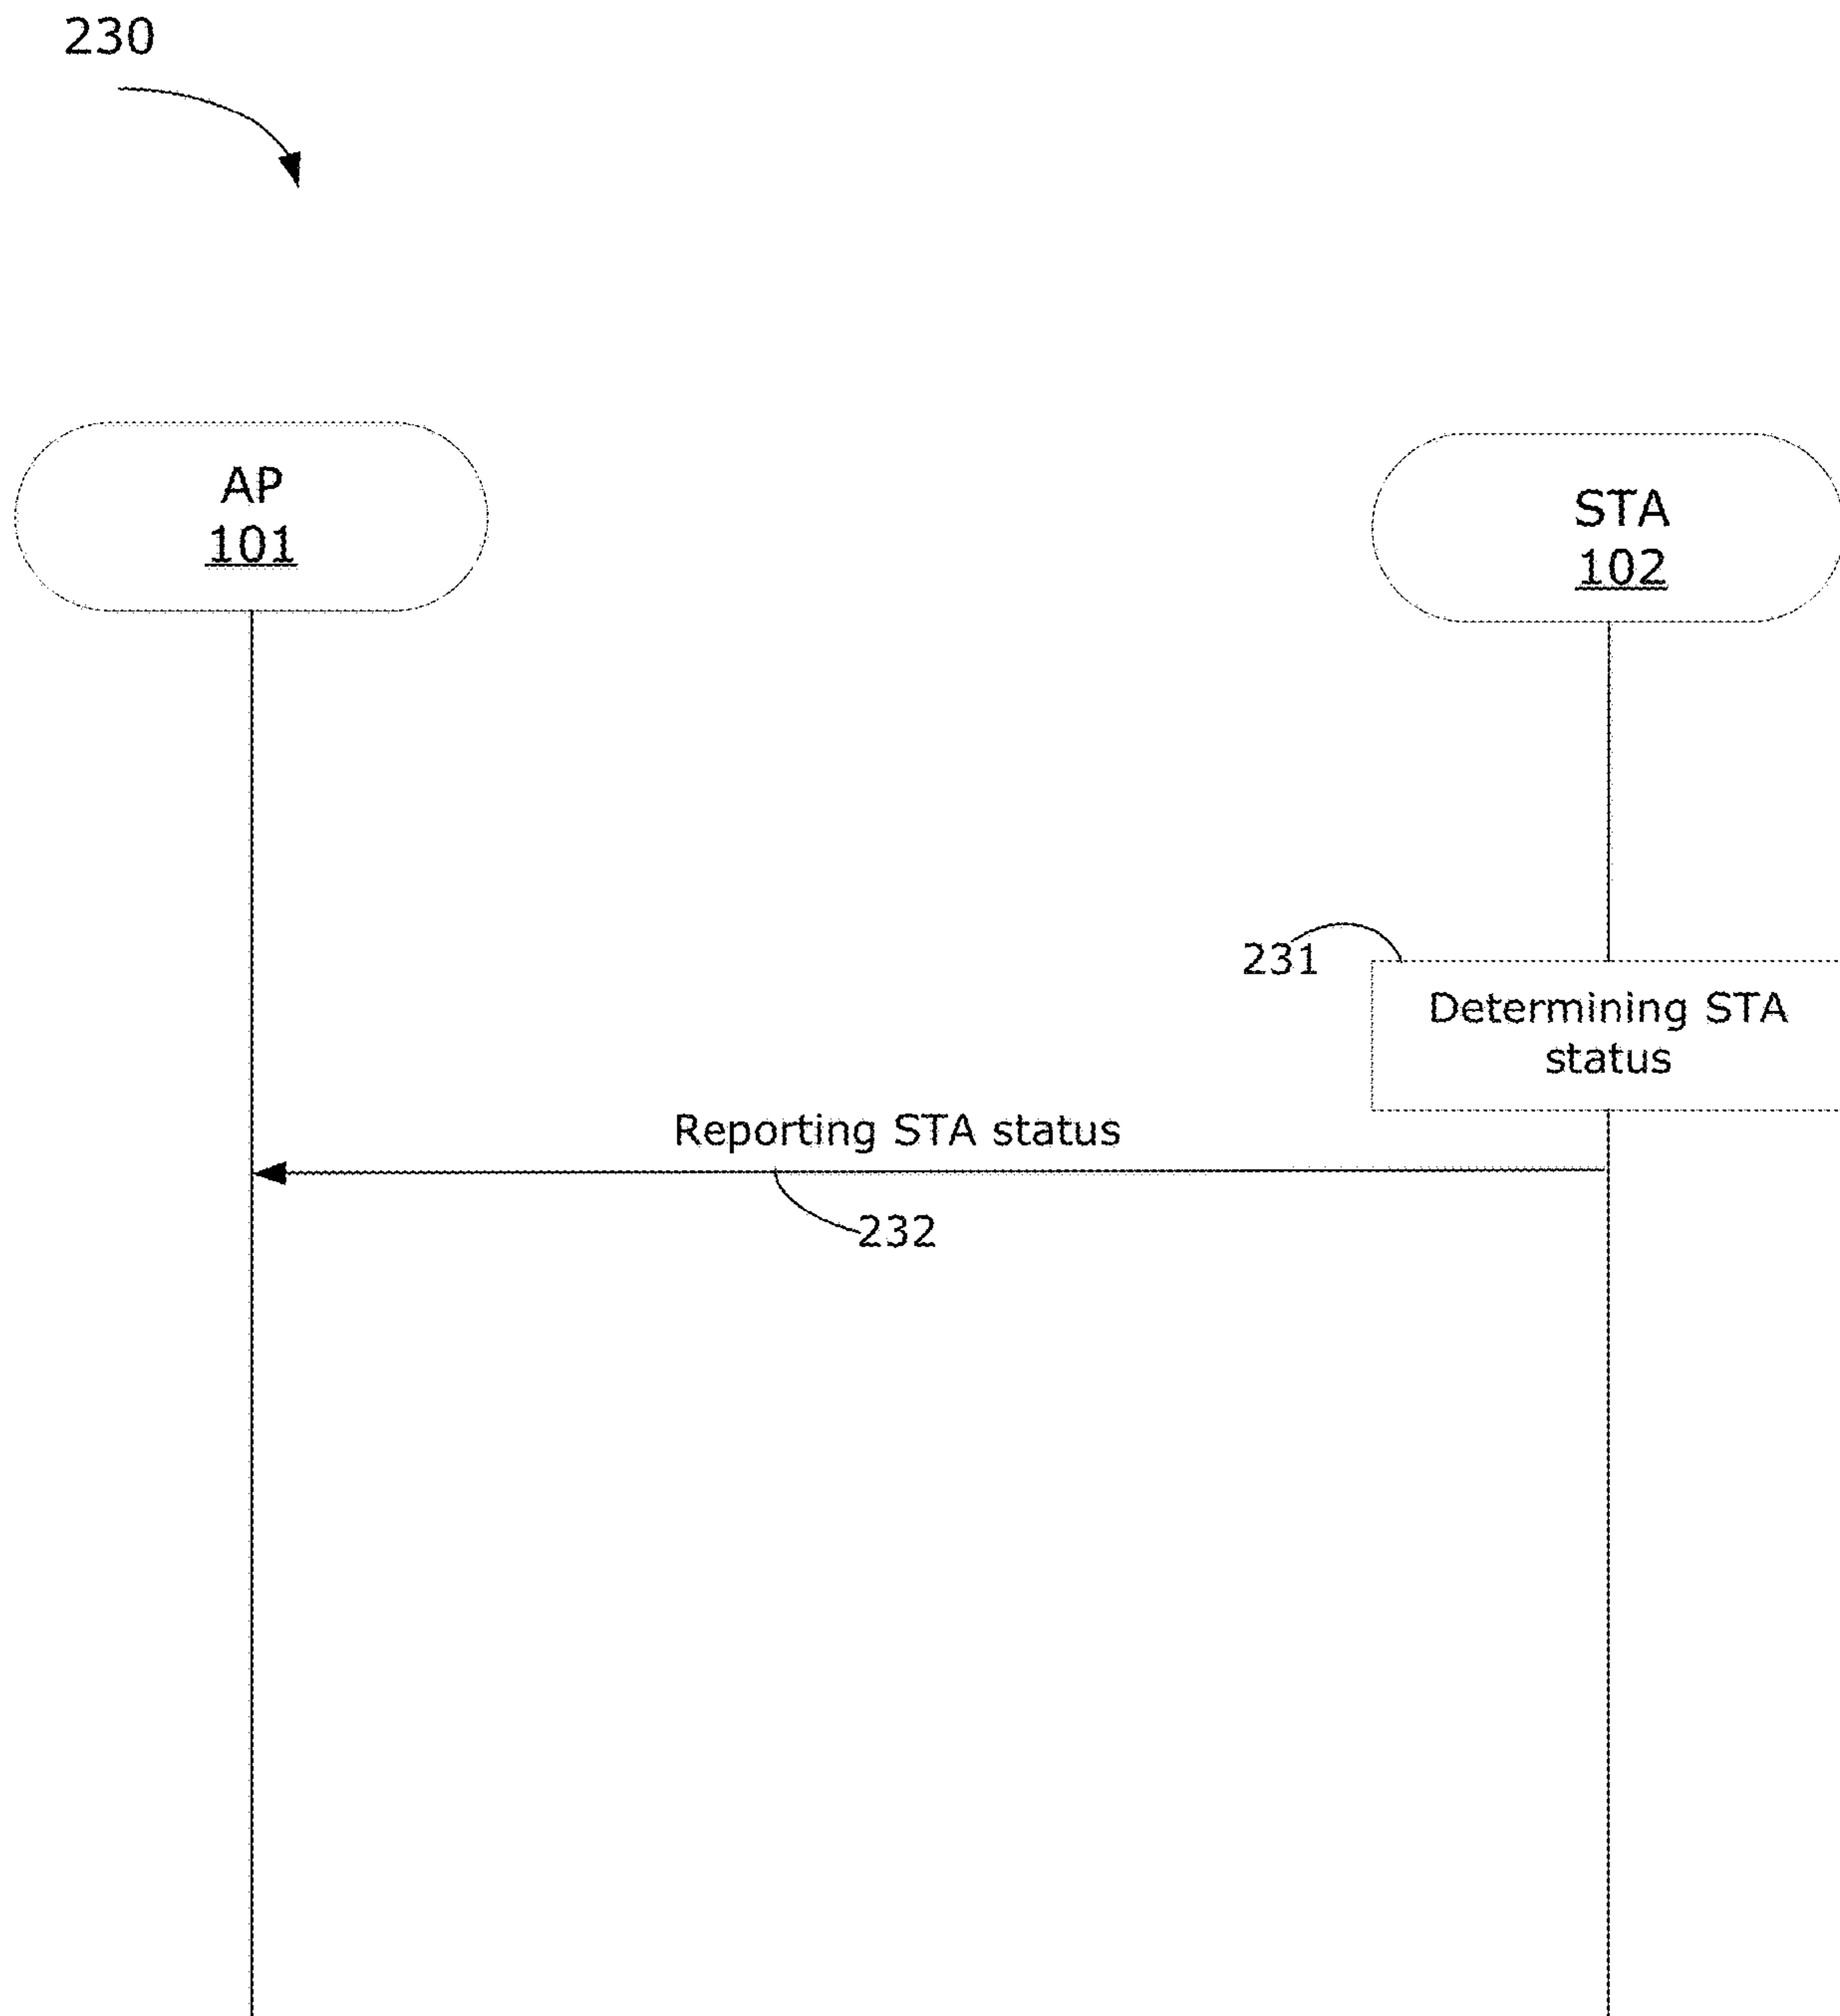 230
AP
101
STA
102
231
Determining STA
status
Reporting STA status
232